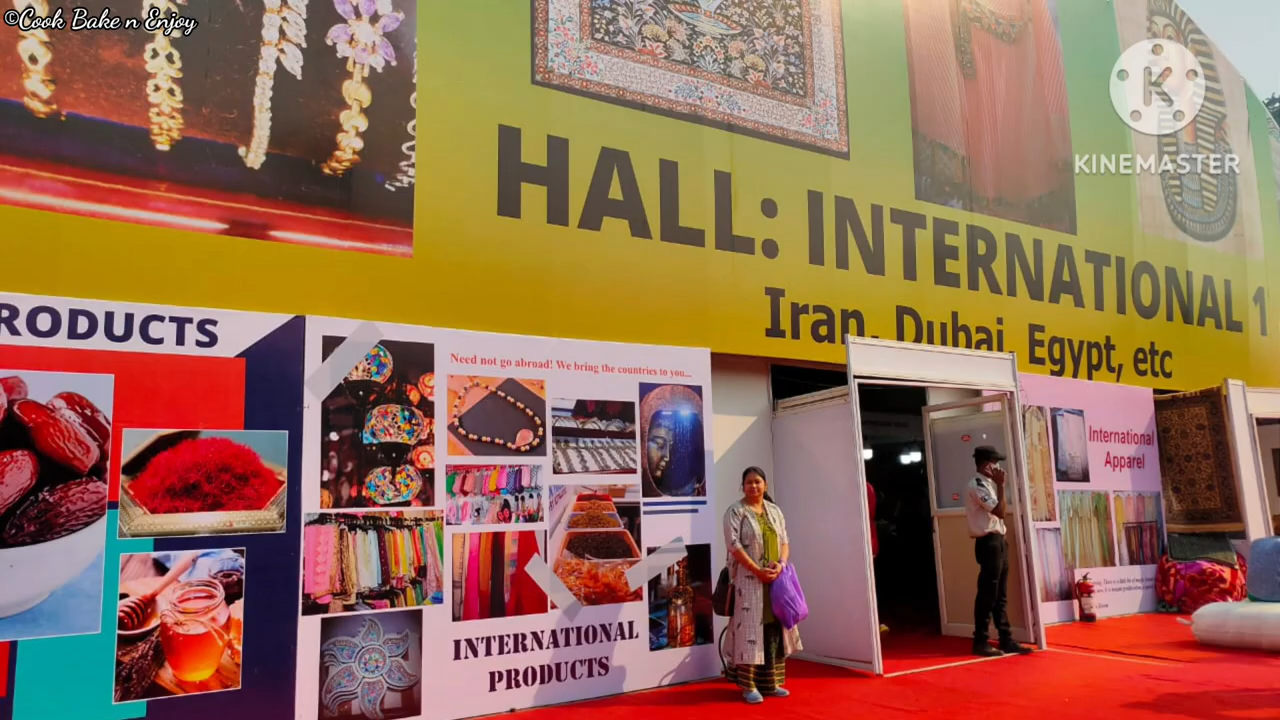 ©Cook Bake n Enjoy
K
KINEMASTER
HALL: INTERNATIONAL 1
Iran, Dubai, Egypt, etc
RODUCTS
Need not go abroad! We bring the countries to you...
INTERNATIONAL
PRODUCTS
International
Apparel